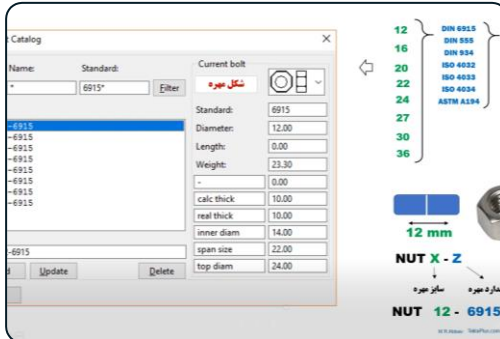 t Catalog
Name:
Standard:
*
6915*
Filter
-6915
-6915
-6915
-6915
-6915
-6915
-6915
-6915
-6915
d
Update
Delete
Current bolt
شکل مهره
Standard:
6915
Diameter:
12.00
Length:
0.00
Weight:
23.30
-
0.00
calc thick
10.00
real thick
10.00
inner diam
14.00
span size
22.00
top diam
24.00
12
16
20
22
24
27
30
36
DIN 6915
DIN 555
DIN 934
ISO 4032
ISO 4033
ISO 4034
ASTM A194
12 mm
NUT X - Z
سایز مهره
ندارد مهره
NUT 12 - 6915